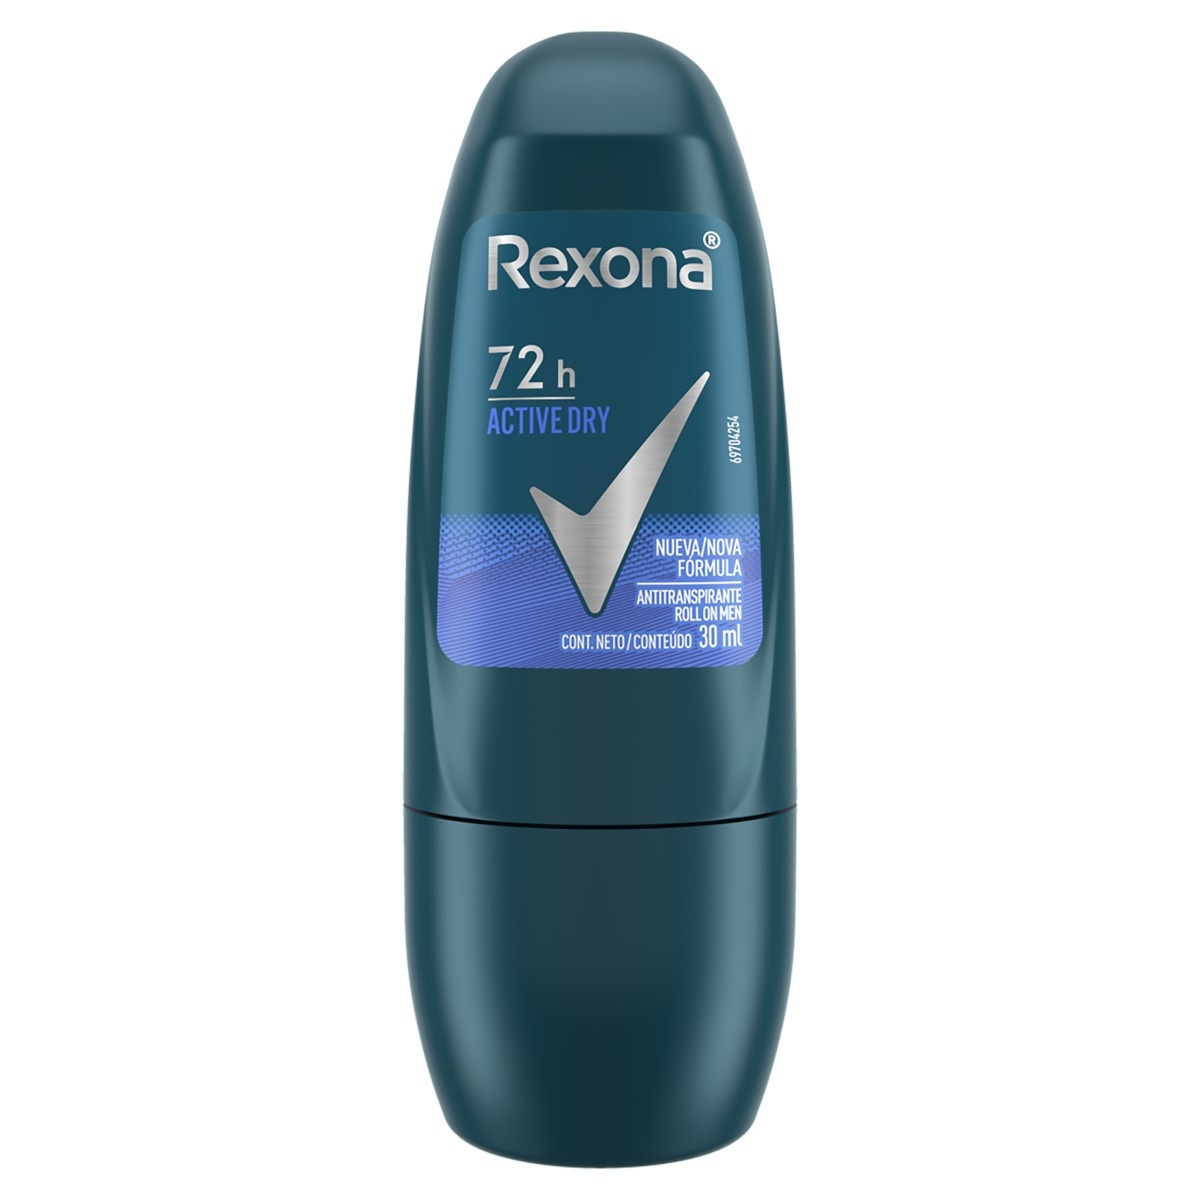 Rexona®
72 h
ACTIVE DRY
69704254
NUEVA/NOVA
FÓRMULA
ANTITRANSPIRANTE
ROLL ON MEN
CONT. NETO/CONTEÚDO 30 ml